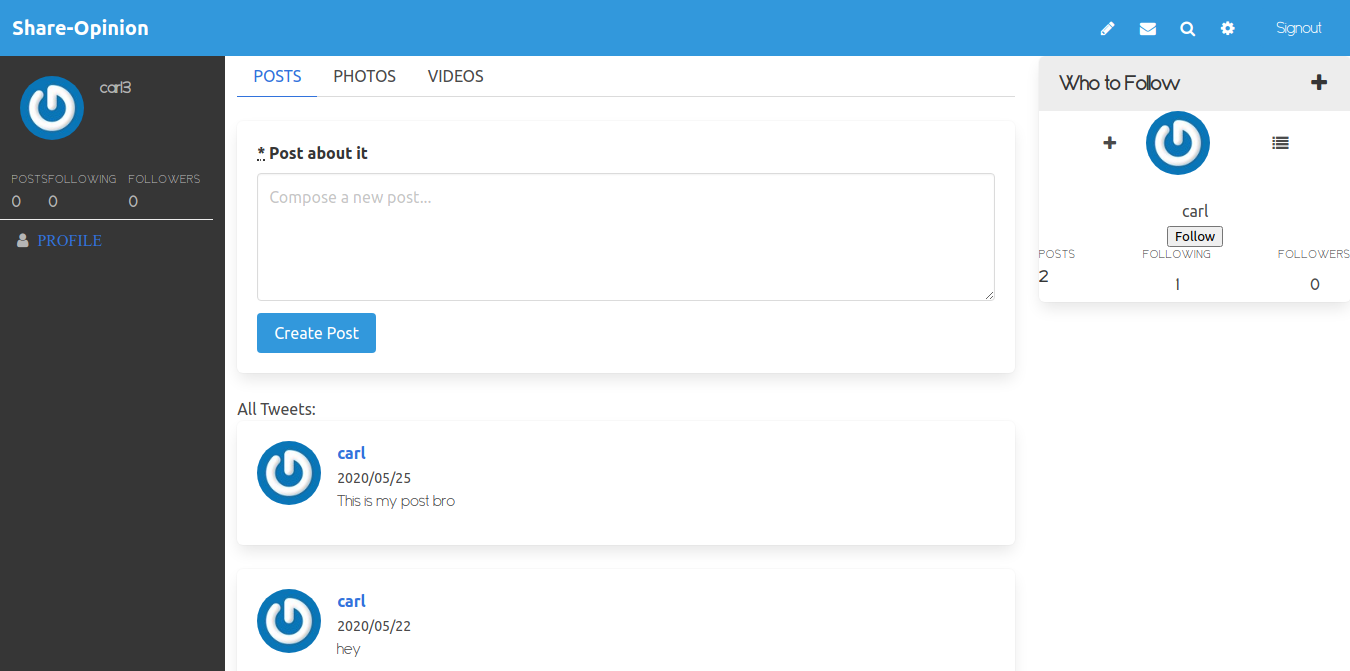 Share-Opinion
Signout
carl3
POSTS FOLLOWING FOLLOWERS
0 0 0
PROFILE
POSTS PHOTOS VIDEOS
* Post about it
Compose a new post...
Create Post
All Tweets:
carl
2020/05/25
This is my post bro
carl
2020/05/22
hey
Who to Follow
carl
Follow
POSTS FOLLOWING FOLLOWERS
2 1 0